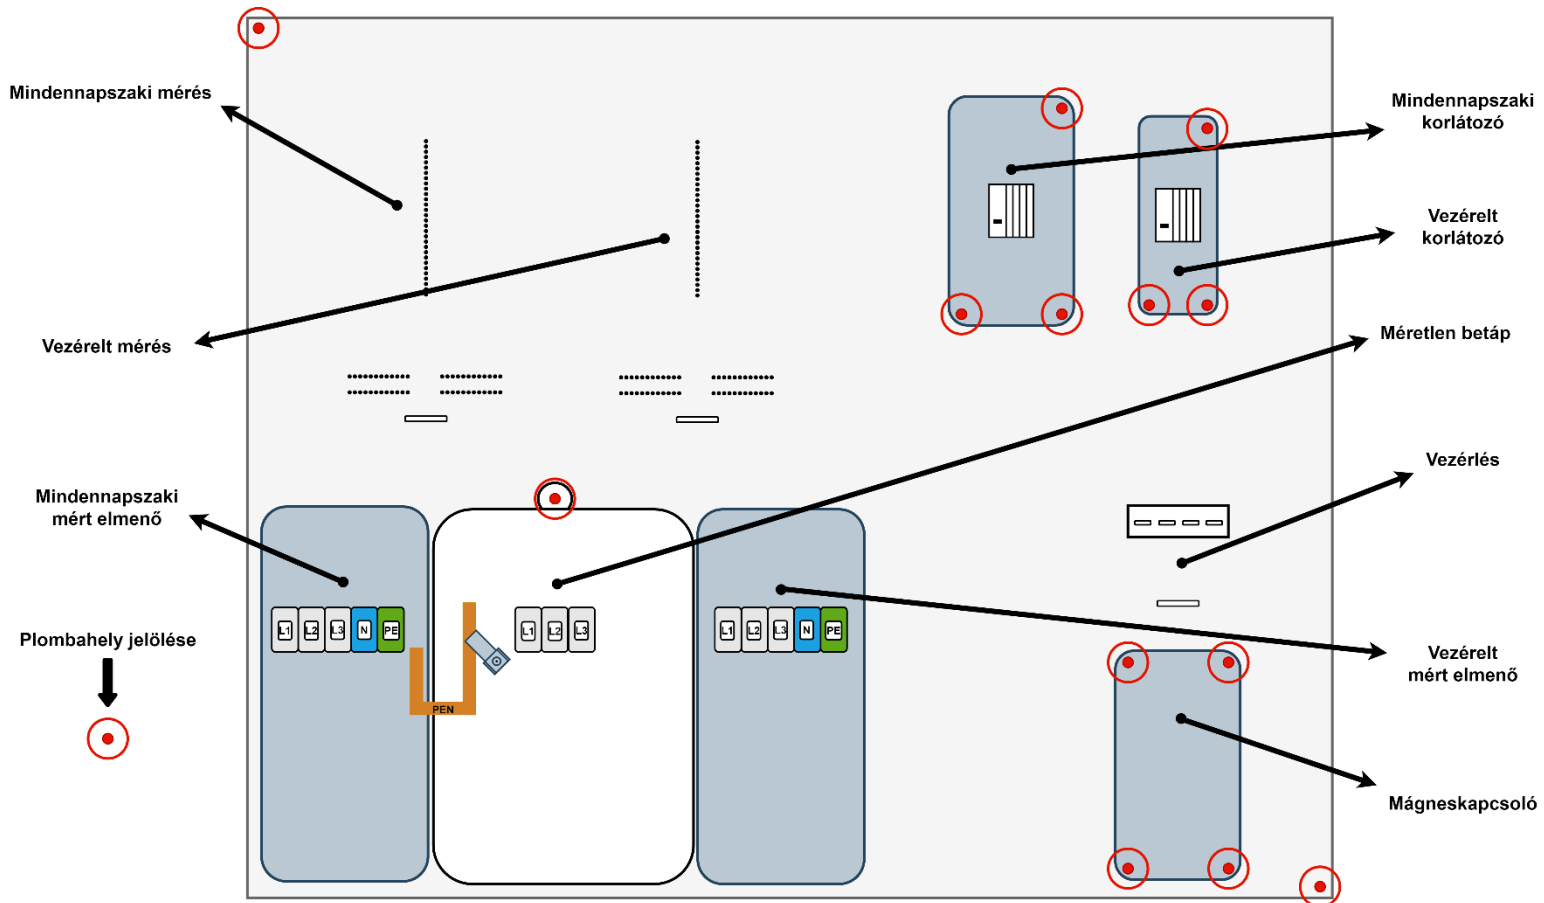 Mindennapszaki mérés
Mindennapszaki
korlátozó
Vezérelt
korlátozó
Vezérelt mérés
Méretlen betáp
Vezérlés
Mindennapszaki
mért elmenő
L1 L2 L3 N PE
L1 L2 L3
L1 L2 L3 N PE
Plombahely jelölése
Vezérelt
mért elmenő
PEN
Mágneskapcsoló